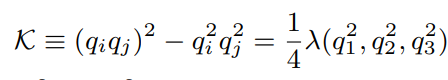 𝒦 ≡ (q_i q_j)^2 − q_i^2 q_j^2 = \frac{1}{4} λ(q_1^2, q_2^2, q_3^2)